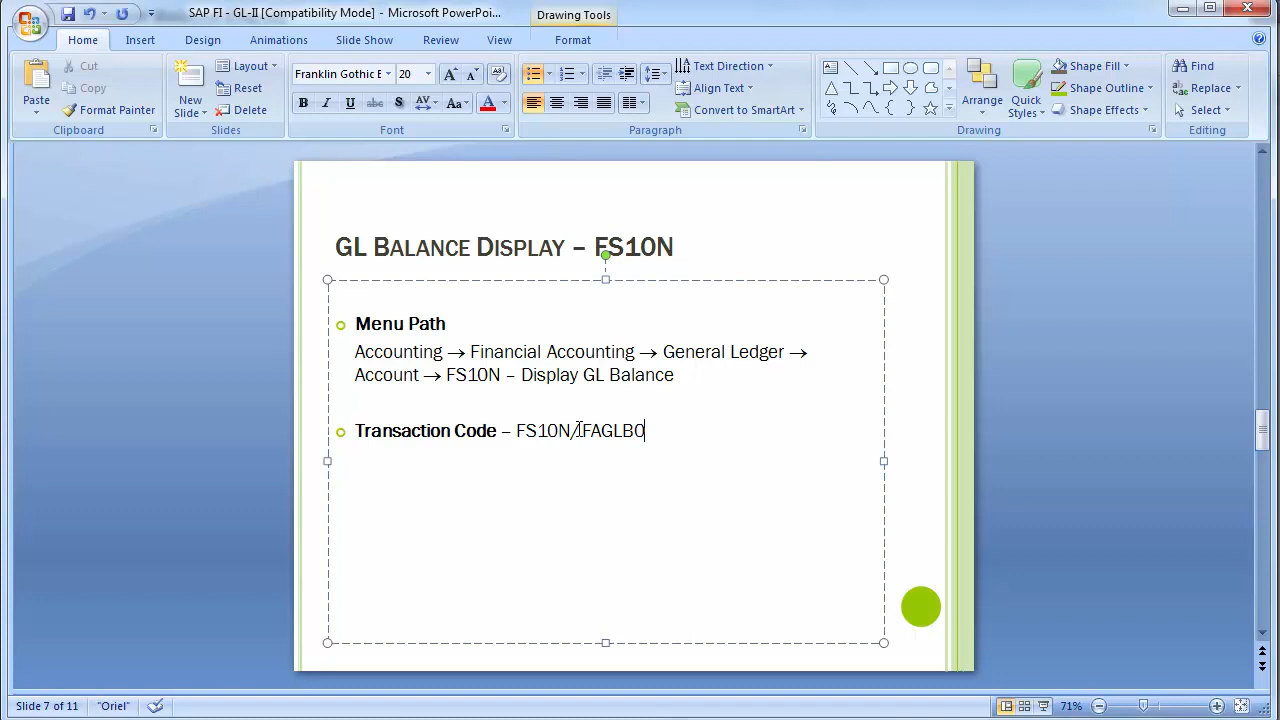 SAP FI - GL-II [Compatibility Mode] - Microsoft PowerPoi...
Drawing Tools
Home
Insert
Design
Animations
Slide Show
Review
View
Format
Paste
Cut
Copy
Format Painter
Clipboard
New
Slide
Layout
Reset
Delete
Slides
Franklin Gothic E
20
B I U abc S AV Aa A
Font
Text Direction
Align Text
Convert to SmartArt
Paragraph
Arrange
Quick
Styles
Shape Fill
Shape Outline
Shape Effects
Drawing
Find
Replace
Select
Editing
GL BALANCE DISPLAY – FS10N
Menu Path
Accounting → Financial Accounting → General Ledger →
Account → FS10N – Display GL Balance
Transaction Code – FS10N/FAGLB0
Slide 7 of 11
"Oriel"
71%